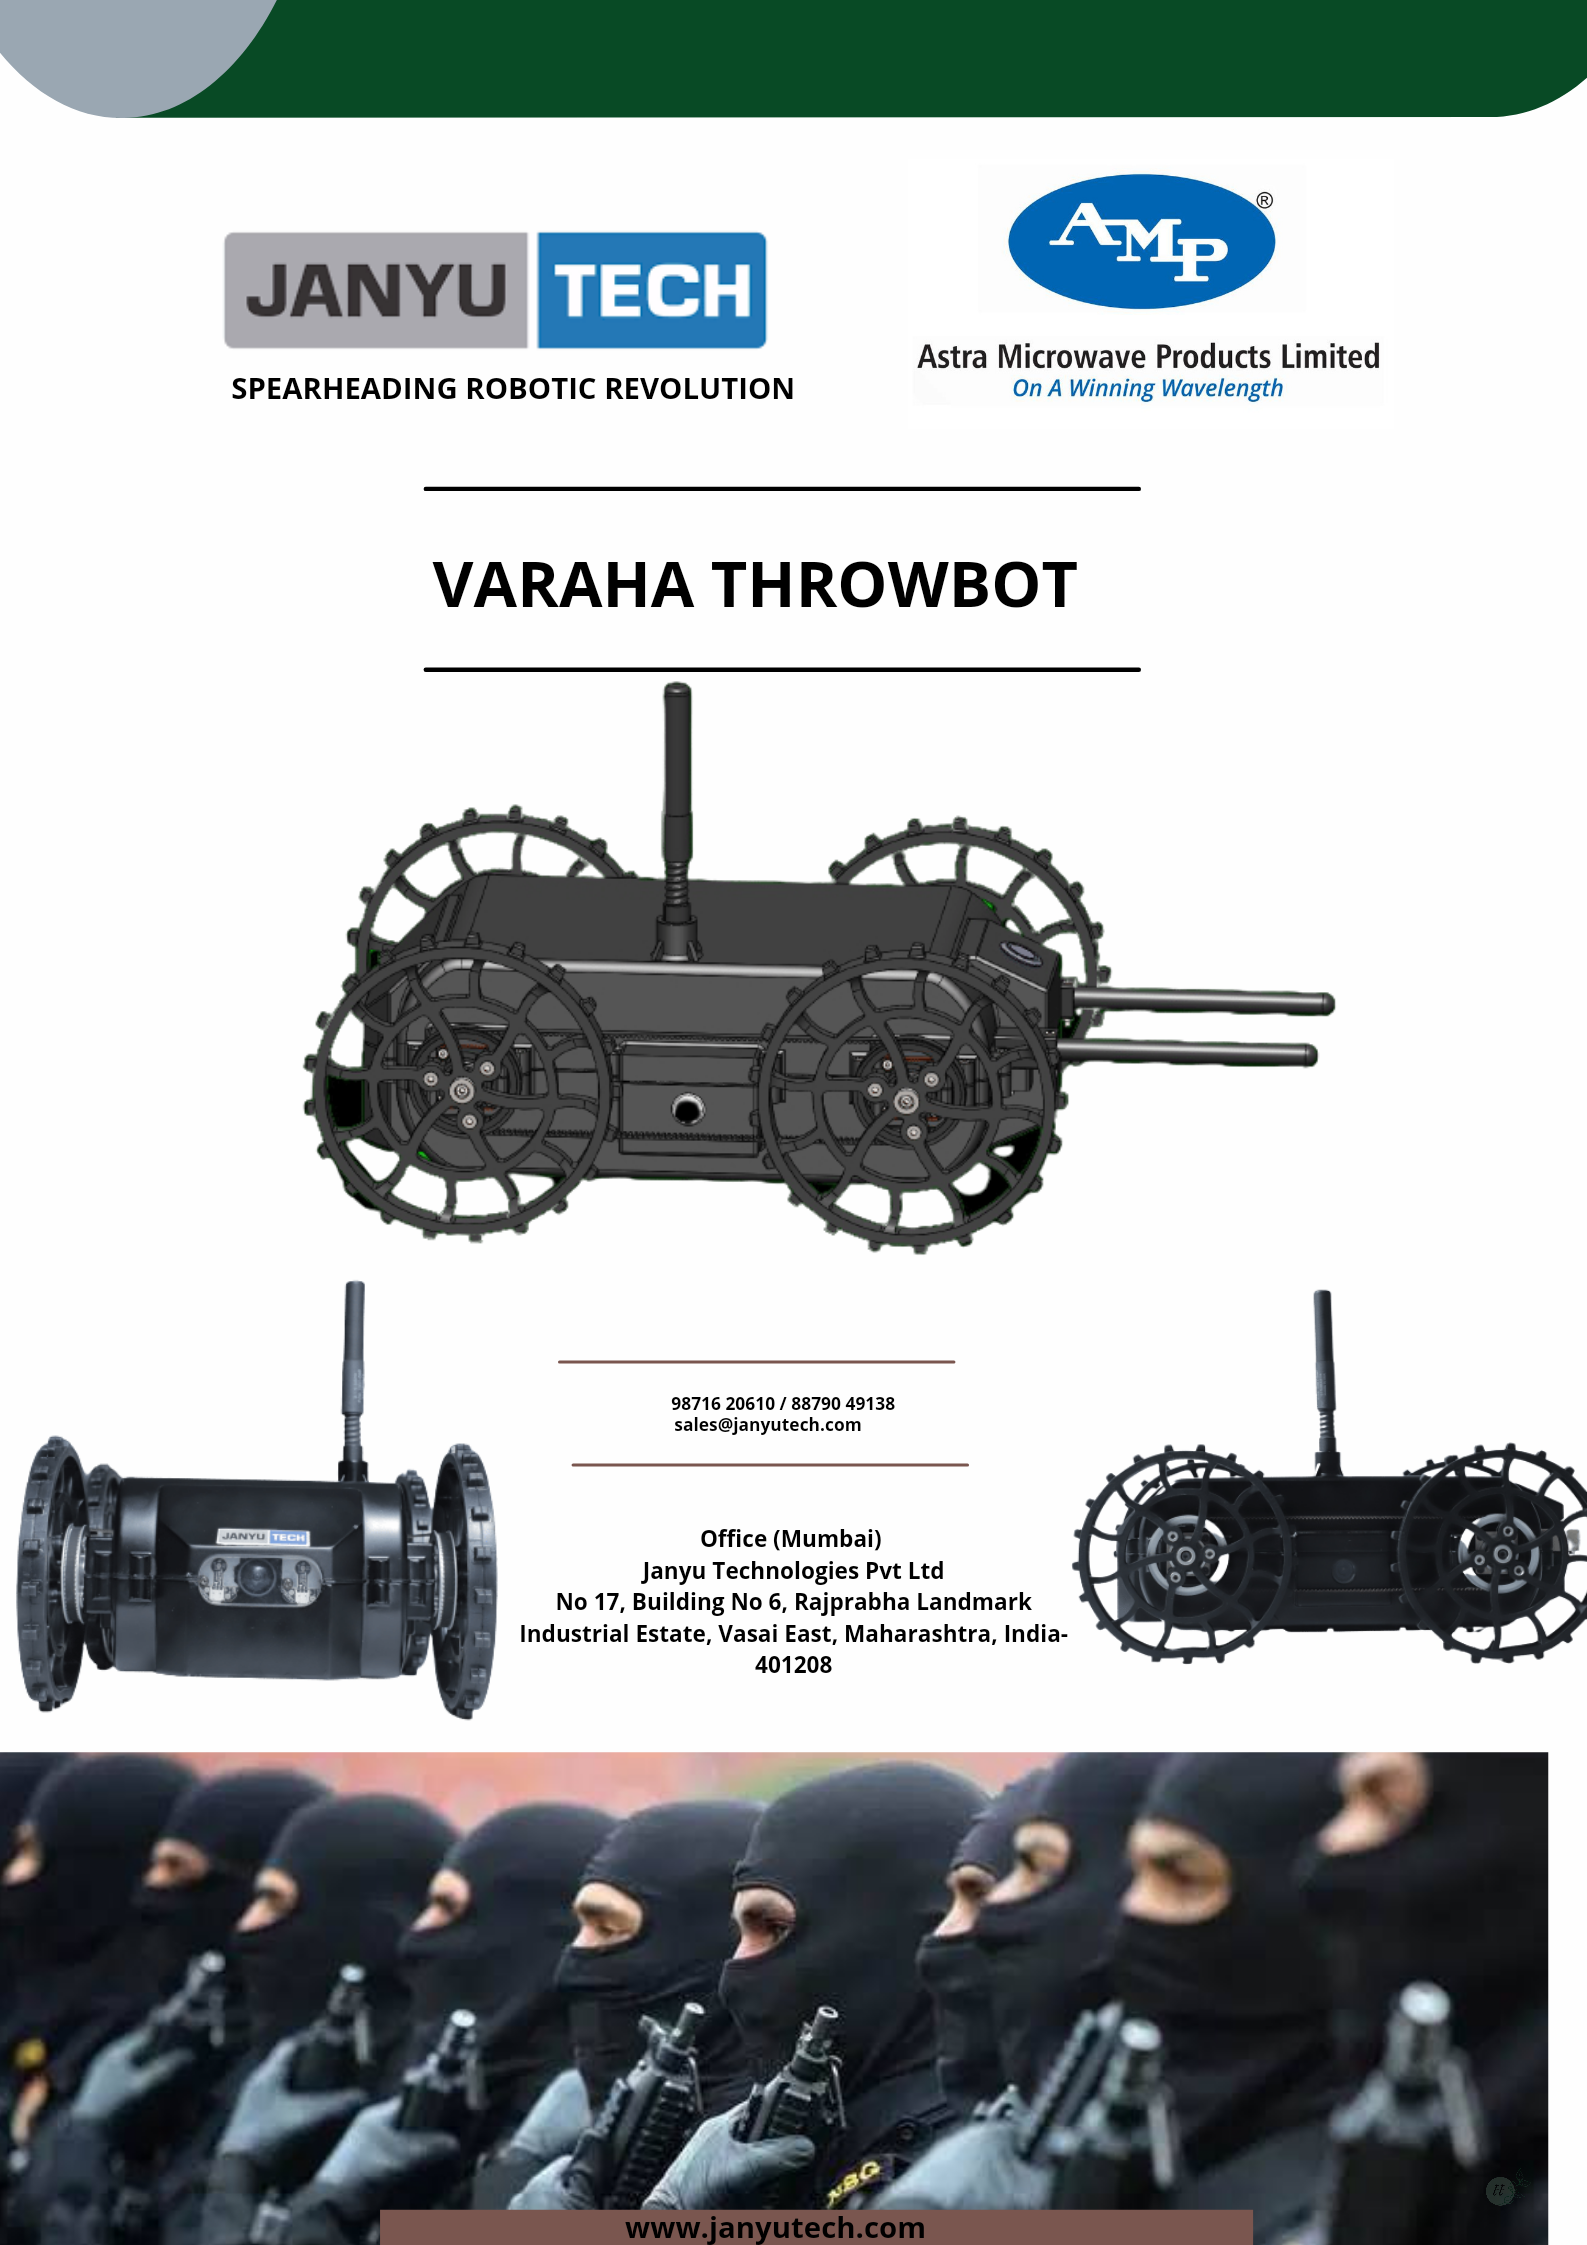 JANYU TECH
SPEARHEADING ROBOTIC REVOLUTION
AMP ®
Astra Microwave Products Limited
On A Winning Wavelength
VARAHA THROWBOT
98716 20610 / 88790 49138
sales@janyutech.com
JANYU TECH
Office (Mumbai)
Janyu Technologies Pvt Ltd
No 17, Building No 6, Rajprabha Landmark
Industrial Estate, Vasai East, Maharashtra, India-
401208
NSG
www.janyutech.com